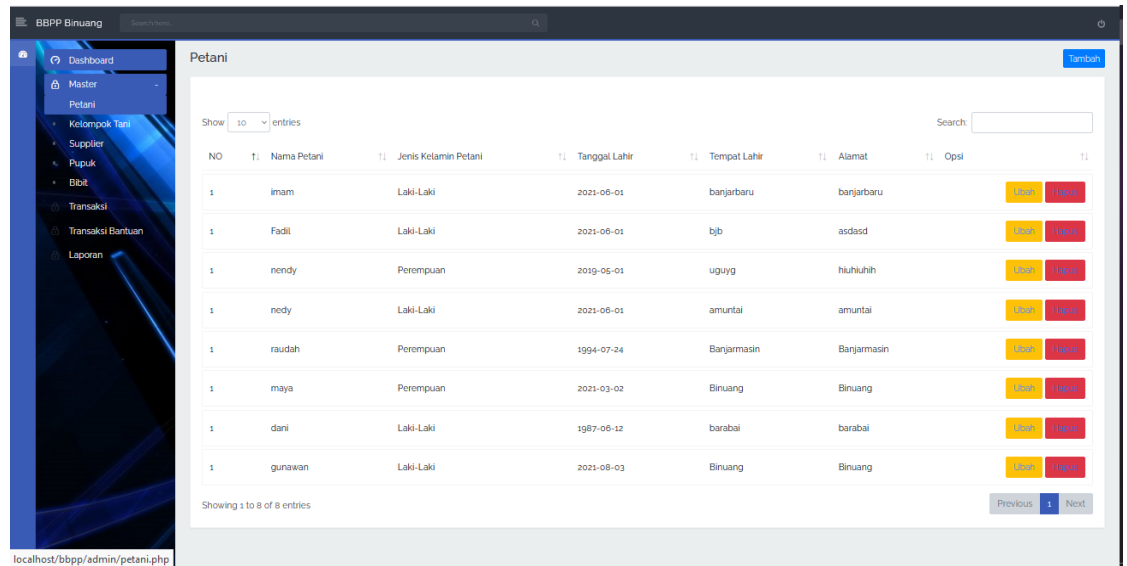 BBPP Binuang
Search here..
Dashboard
Master -
Petani
Kelompok Tani
Supplier
Pupuk
Bibit
Transaksi
Transaksi Bantuan
Laporan
Petani
Tambah
Show 10 entries
Search:
NO Nama Petani Jenis Kelamin Petani Tanggal Lahir Tempat Lahir Alamat Opsi
1 imam Laki-Laki 2021-06-01 banjarbaru banjarbaru Ubah Hapus
1 Fadil Laki-Laki 2021-06-01 bjb asdasd Ubah Hapus
1 nendy Perempuan 2019-05-01 uguyg hiuhiuhih Ubah Hapus
1 nedy Laki-Laki 2021-06-01 amuntai amuntai Ubah Hapus
1 raudah Perempuan 1994-07-24 Banjarmasin Banjarmasin Ubah Hapus
1 maya Perempuan 2021-03-02 Binuang Binuang Ubah Hapus
1 dani Laki-Laki 1987-06-12 barabai barabai Ubah Hapus
1 gunawan Laki-Laki 2021-08-03 Binuang Binuang Ubah Hapus
Showing 1 to 8 of 8 entries
Previous 1 Next
localhost/bbpp/admin/petani.php